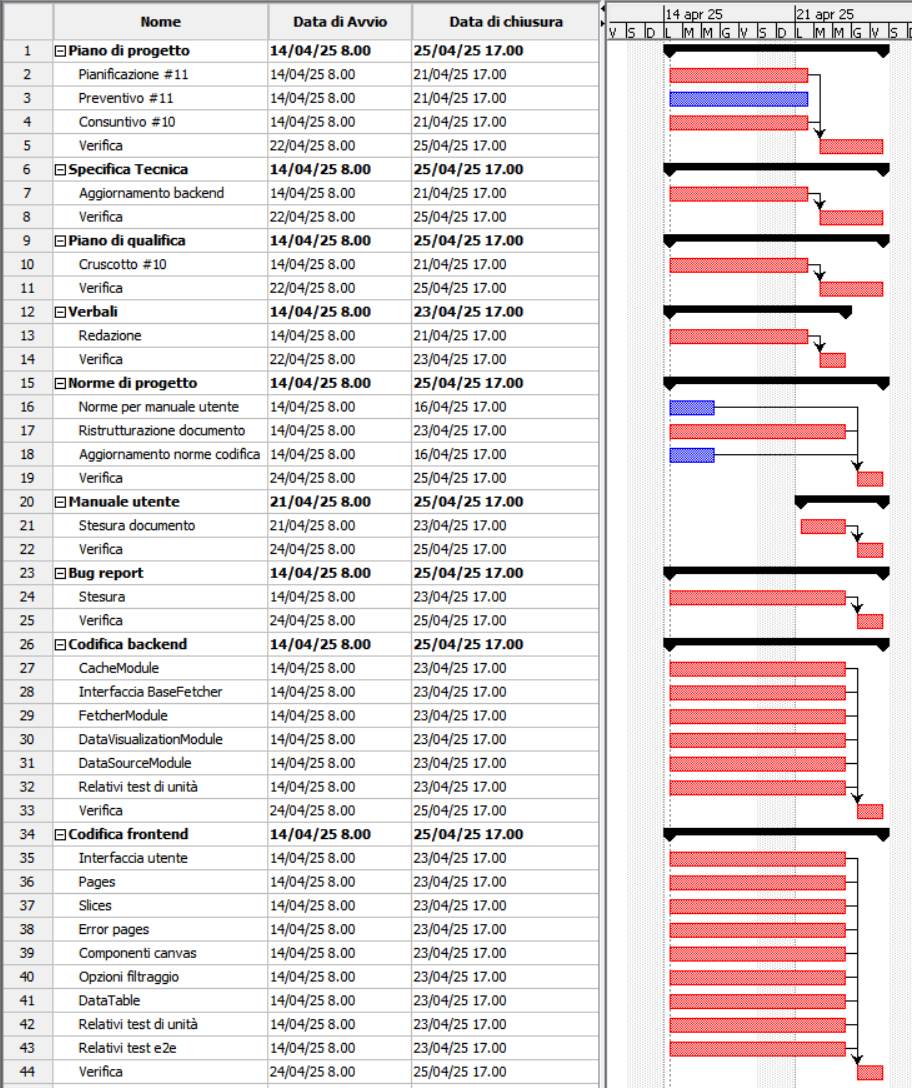 Nome Data di Avvio Data di chiusura 14 apr 25 21 apr 25
V S D L M M G V S D L M M G V S
1 Piano di progetto 14/04/25 8.00 25/04/25 17.00
2 Pianificazione #11 14/04/25 8.00 21/04/25 17.00
3 Preventivo #11 14/04/25 8.00 21/04/25 17.00
4 Consuntivo #10 14/04/25 8.00 21/04/25 17.00
5 Verifica 22/04/25 8.00 25/04/25 17.00
6 Specifica Tecnica 14/04/25 8.00 25/04/25 17.00
7 Aggiornamento backend 14/04/25 8.00 21/04/25 17.00
8 Verifica 22/04/25 8.00 25/04/25 17.00
9 Piano di qualifica 14/04/25 8.00 25/04/25 17.00
10 Cruscotto #10 14/04/25 8.00 21/04/25 17.00
11 Verifica 22/04/25 8.00 25/04/25 17.00
12 Verbali 14/04/25 8.00 23/04/25 17.00
13 Redazione 14/04/25 8.00 21/04/25 17.00
14 Verifica 22/04/25 8.00 23/04/25 17.00
15 Norme di progetto 14/04/25 8.00 25/04/25 17.00
16 Norme per manuale utente 14/04/25 8.00 16/04/25 17.00
17 Ristrutturazione documento 14/04/25 8.00 23/04/25 17.00
18 Aggiornamento norme codifica 14/04/25 8.00 16/04/25 17.00
19 Verifica 24/04/25 8.00 25/04/25 17.00
20 Manuale utente 21/04/25 8.00 25/04/25 17.00
21 Stesura documento 21/04/25 8.00 23/04/25 17.00
22 Verifica 24/04/25 8.00 25/04/25 17.00
23 Bug report 14/04/25 8.00 25/04/25 17.00
24 Stesura 14/04/25 8.00 23/04/25 17.00
25 Verifica 24/04/25 8.00 25/04/25 17.00
26 Codifica backend 14/04/25 8.00 25/04/25 17.00
27 CacheModule 14/04/25 8.00 23/04/25 17.00
28 Interfaccia BaseFetcher 14/04/25 8.00 23/04/25 17.00
29 FetcherModule 14/04/25 8.00 23/04/25 17.00
30 DataVisualizationModule 14/04/25 8.00 23/04/25 17.00
31 DataSourceModule 14/04/25 8.00 23/04/25 17.00
32 Relativi test di unità 14/04/25 8.00 23/04/25 17.00
33 Verifica 24/04/25 8.00 25/04/25 17.00
34 Codifica frontend 14/04/25 8.00 25/04/25 17.00
35 Interfaccia utente 14/04/25 8.00 23/04/25 17.00
36 Pages 14/04/25 8.00 23/04/25 17.00
37 Slices 14/04/25 8.00 23/04/25 17.00
38 Error pages 14/04/25 8.00 23/04/25 17.00
39 Componenti canvas 14/04/25 8.00 23/04/25 17.00
40 Opzioni filtraggio 14/04/25 8.00 23/04/25 17.00
41 DataTable 14/04/25 8.00 23/04/25 17.00
42 Relativi test di unità 14/04/25 8.00 23/04/25 17.00
43 Relativi test e2e 14/04/25 8.00 23/04/25 17.00
44 Verifica 24/04/25 8.00 25/04/25 17.00